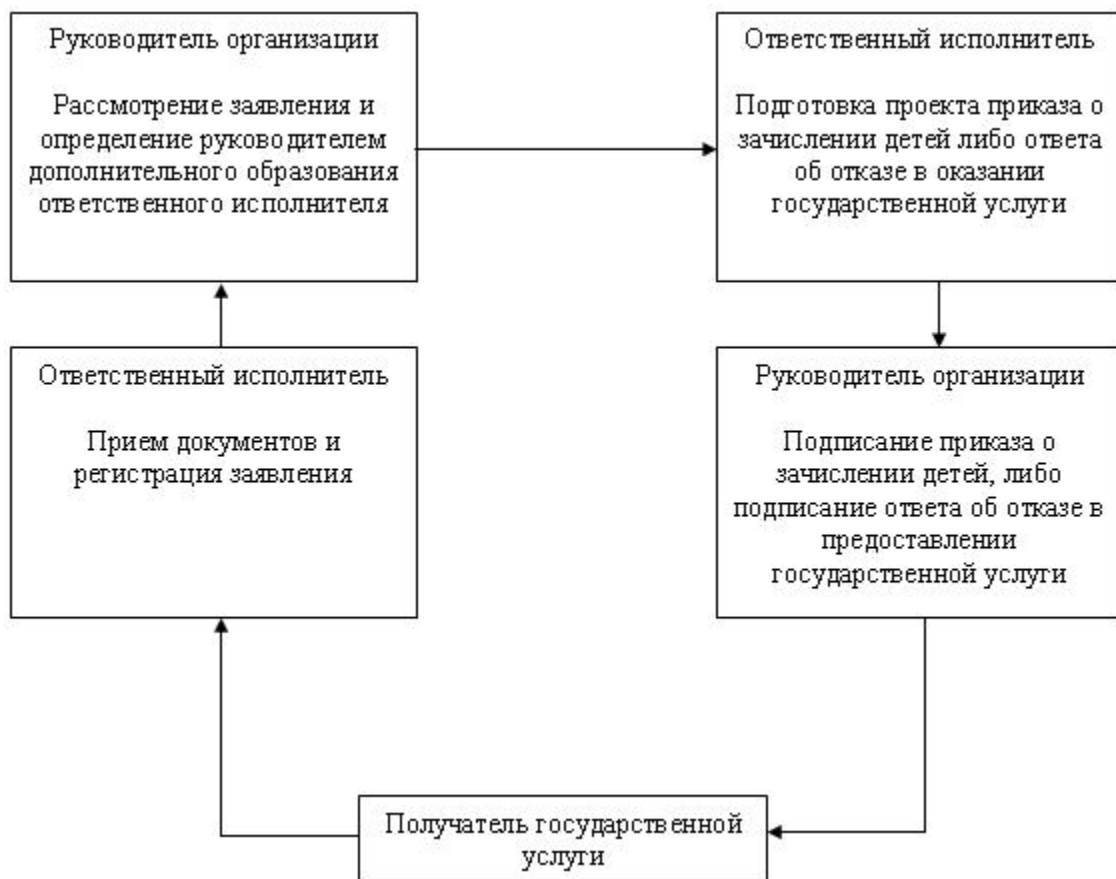 Руководитель организации
Рассмотрение заявления и
определение руководителем
дополнительного образования
ответственного исполнителя
Ответственный исполнитель
Подготовка проекта приказа о
зачислении детей либо ответа
об отказе в оказании
государственной услуги
Ответственный исполнитель
Прием документов и
регистрация заявления
Руководитель организации
Подписание приказа о
зачислении детей, либо
подписание ответа об отказе в
предоставлении
государственной услуги
Получатель государственной
услуги